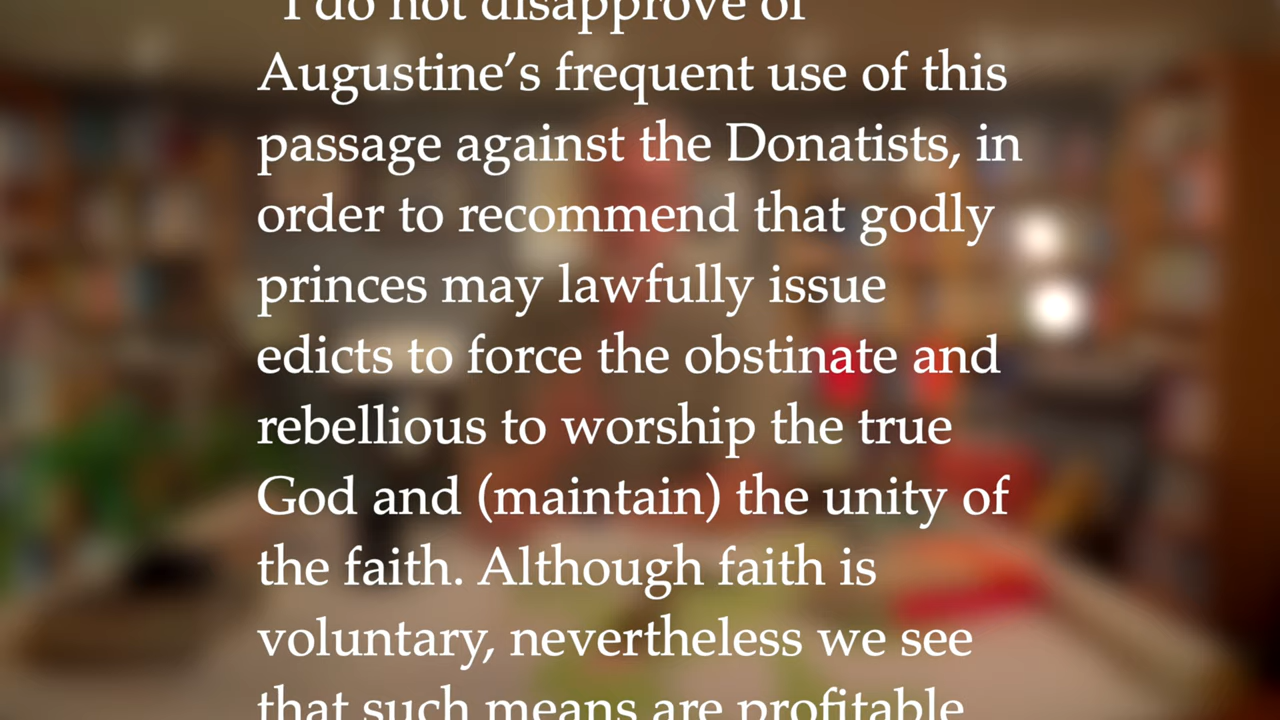 "I do not disapprove of
Augustine’s frequent use of this
passage against the Donatists, in
order to recommend that godly
princes may lawfully issue
edicts to force the obstinate and
rebellious to worship the true
God and (maintain) the unity of
the faith. Although faith is
voluntary, nevertheless we see
that such means are profitable